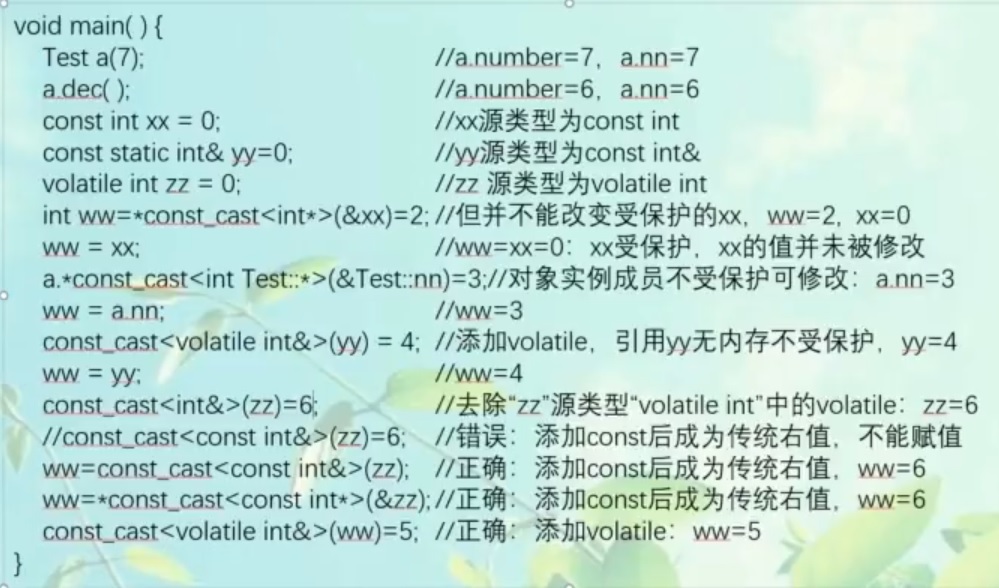 void main( ) {
Test a(7); //a.number=7，a.nn=7
a.dec( ); //a.number=6，a.nn=6
const int xx = 0; //xx源类型为const int
const static int& yy=0; //yy源类型为const int&
volatile int zz = 0; //zz 源类型为volatile int
int ww=*const_cast<int*>(&xx)=2; //但并不能改变受保护的xx，ww=2, xx=0
ww = xx; //ww=xx=0：xx受保护，xx的值并未被修改
a.*const_cast<int Test::*>(&Test::nn)=3;//对象实例成员不受保护可修改：a.nn=3
ww = a.nn; //ww=3
const_cast<volatile int&>(yy) = 4; //添加volatile，引用yy无内存不受保护，yy=4
ww = yy; //ww=4
const_cast<int&>(zz)=6; //去除“zz”源类型“volatile int”中的volatile：zz=6
//const_cast<const int&>(zz)=6; //错误：添加const后成为传统右值，不能赋值
ww=const_cast<const int&>(zz); //正确：添加const后成为传统右值，ww=6
ww=*const_cast<const int*>(&zz); //正确：添加const后成为传统右值，ww=6
const_cast<volatile int&>(ww)=5; //正确：添加volatile：ww=5
}